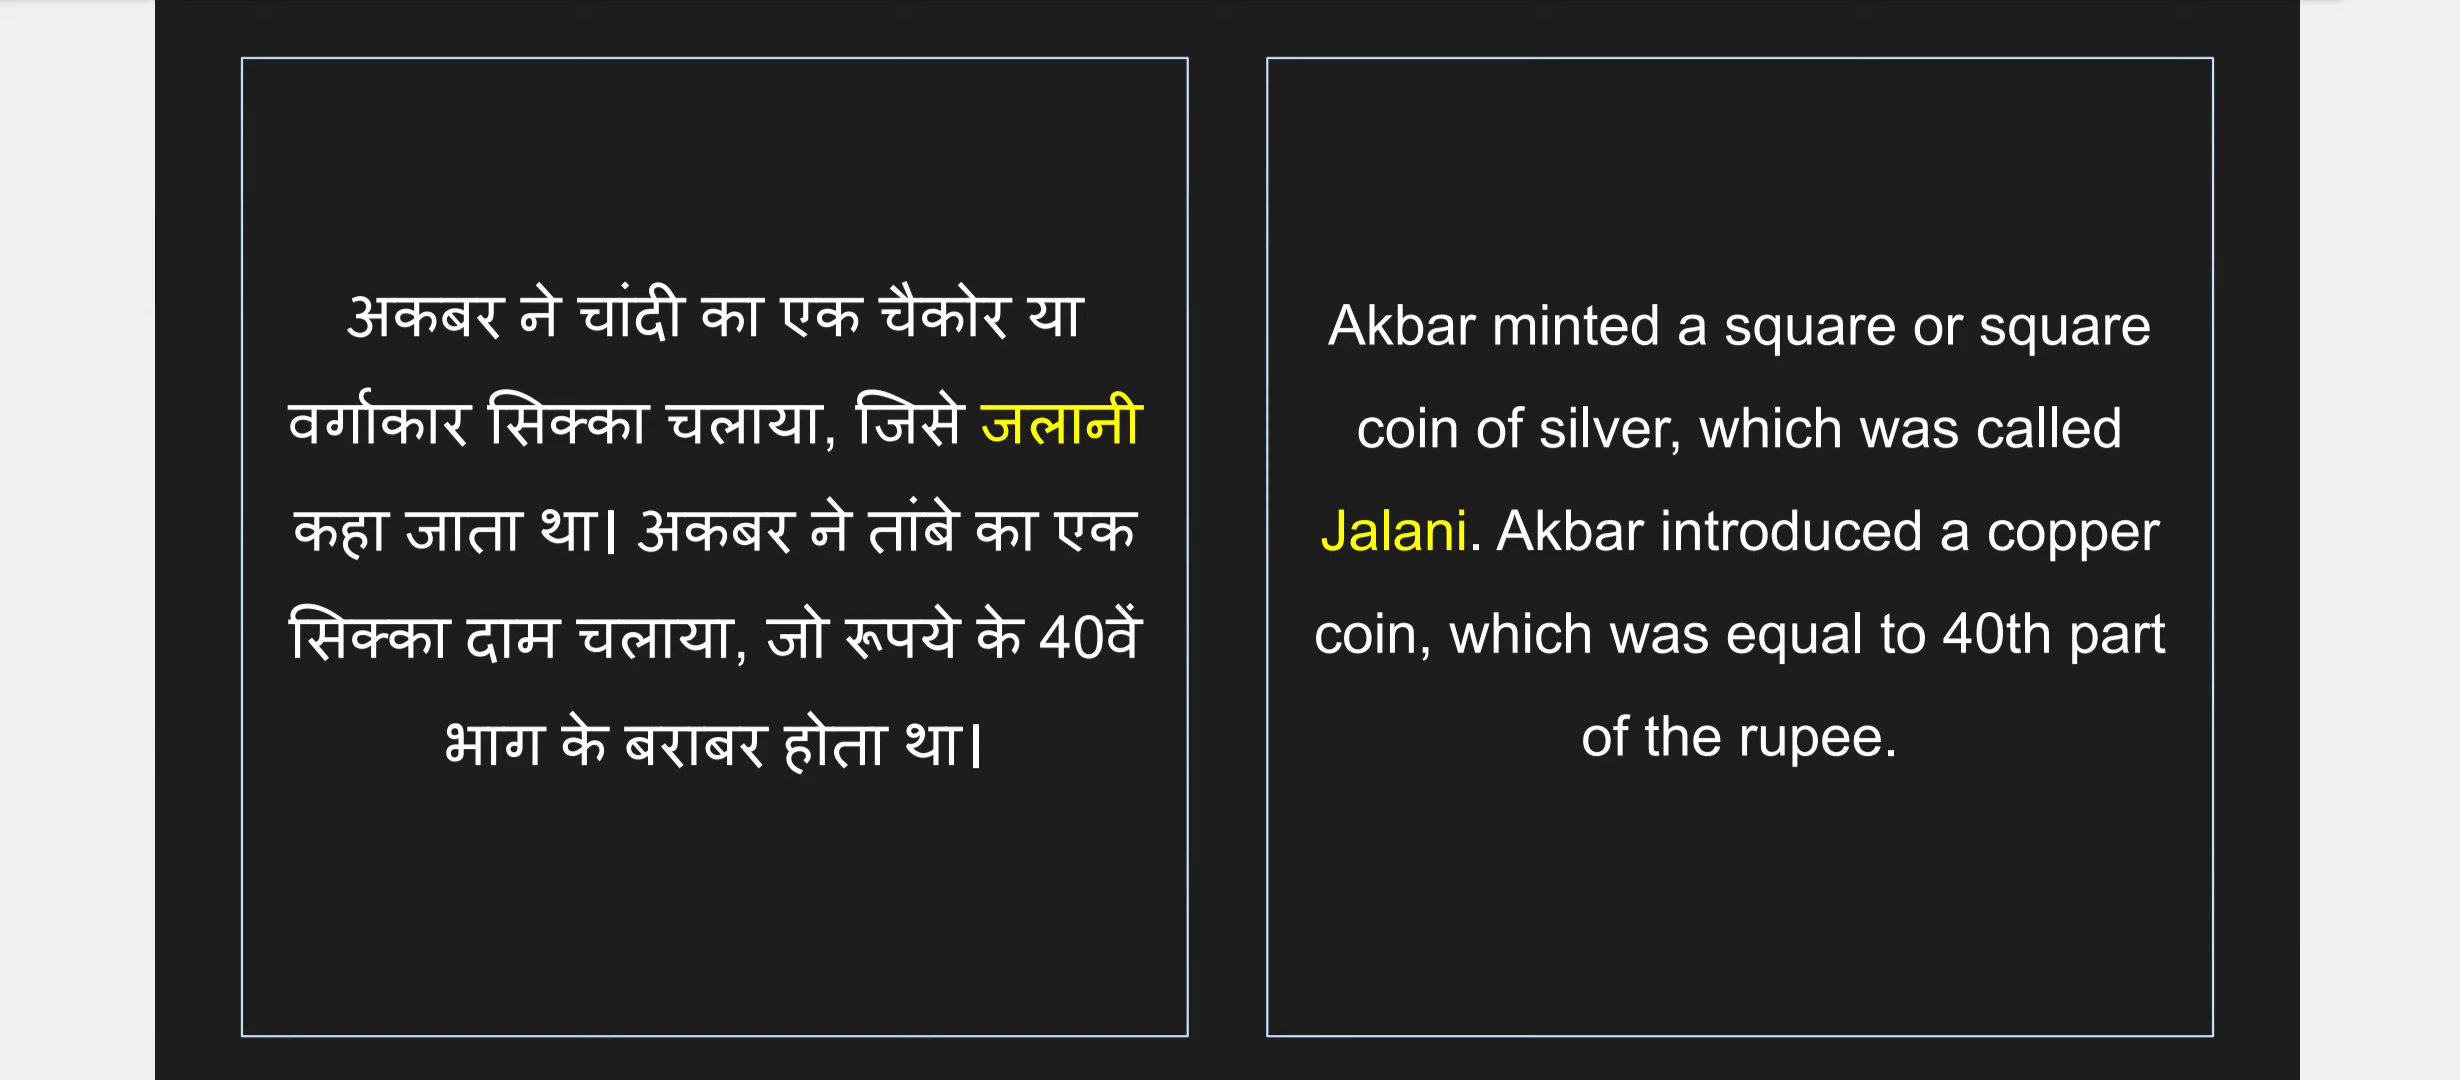 अकबर ने चांदी का एक चैकोर या
वर्गाकार सिक्का चलाया, जिसे जलानी
कहा जाता था। अकबर ने तांबे का एक
सिक्का दाम चलाया, जो रूपये के 40वें
भाग के बराबर होता था।
Akbar minted a square or square
coin of silver, which was called
Jalani. Akbar introduced a copper
coin, which was equal to 40th part
of the rupee.